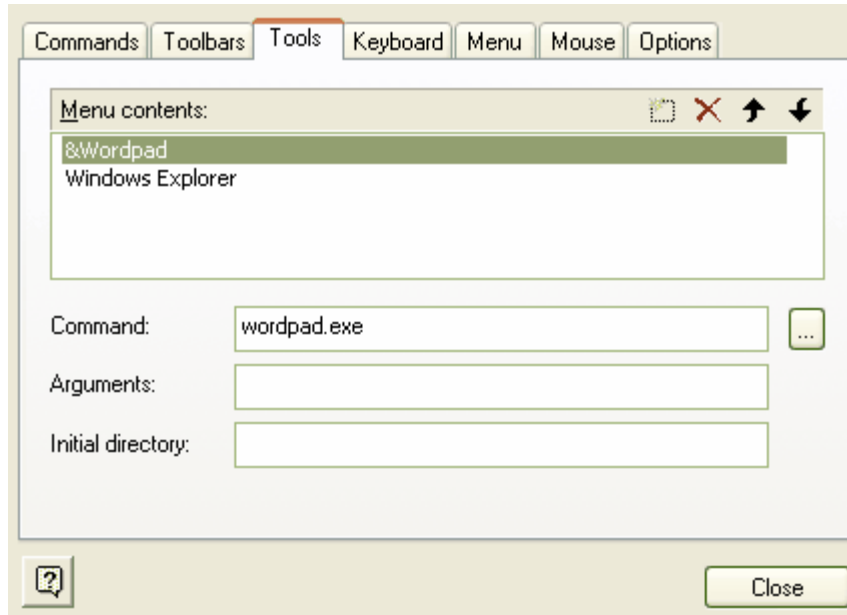 Commands Toolbars Tools Keyboard Menu Mouse Options
Menu contents:
&Wordpad
Windows Explorer
Command: wordpad.exe ...
Arguments:
Initial directory:
? Close